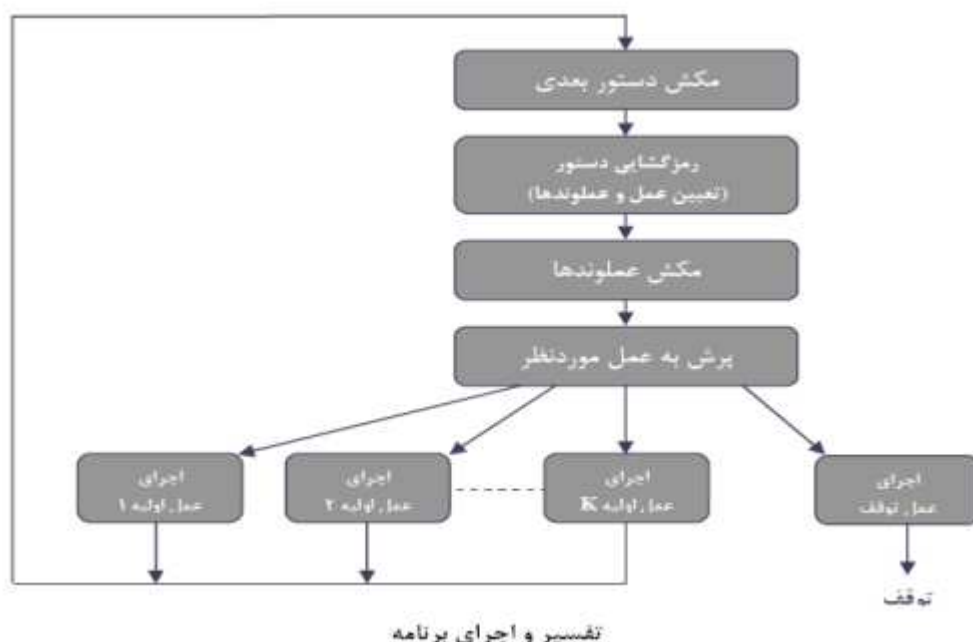 مکش دستور بعدی
رمزگشایی دستور
(تعیین عمل و عملوندها)
مکش عملوندها
پرش به عمل موردنظر
اجرای
عمل اولیه ۱
اجرای
عمل اولیه ۲
اجرای
عمل اولیه K
اجرای
عمل توقف
توقف
تفسیر و اجرای برنامه